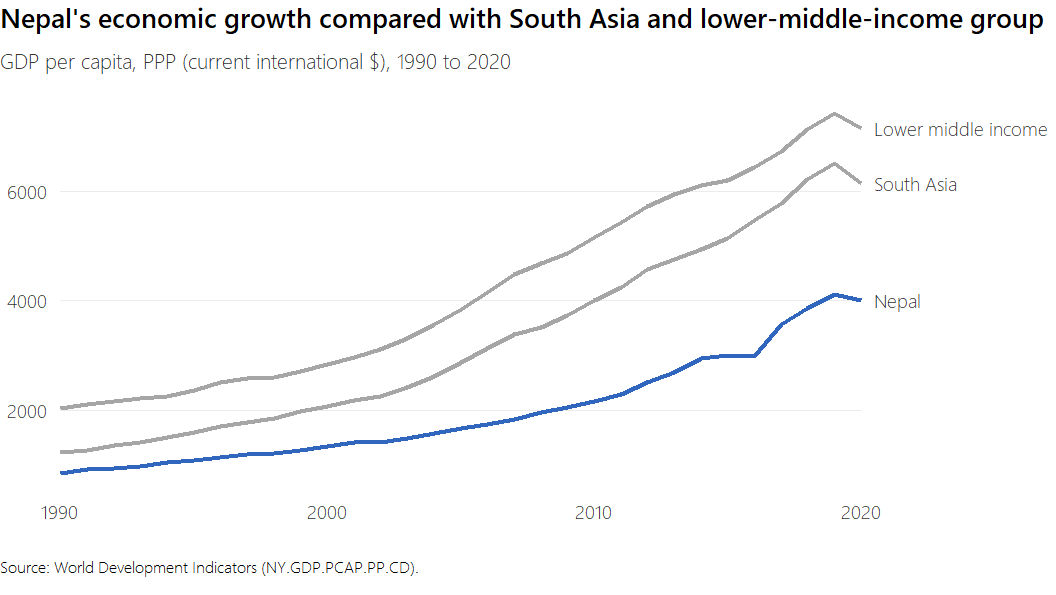 Nepal's economic growth compared with South Asia and lower-middle-income group
GDP per capita, PPP (current international $), 1990 to 2020
Lower middle income
6000
South Asia
4000
Nepal
2000
1990 2000 2010 2020
Source: World Development Indicators (NY.GDP.PCAP.PP.CD).